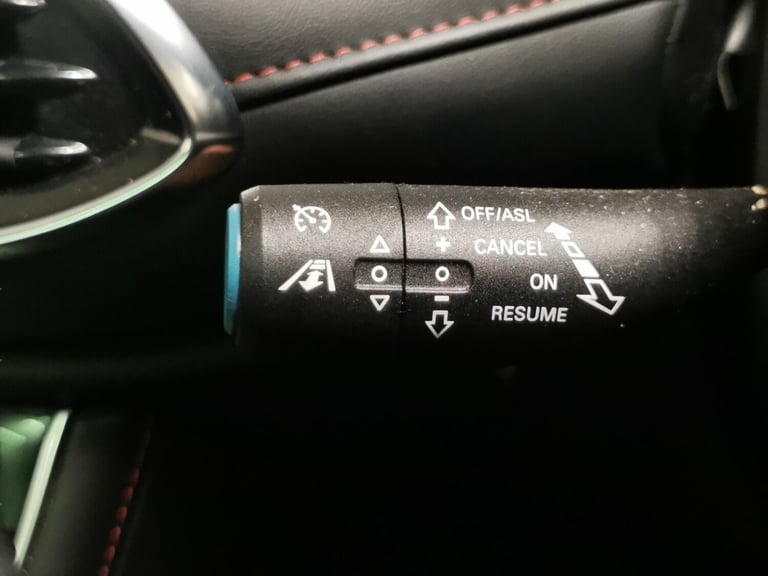 OFF/ASL
+ CANCEL
ON
− RESUME